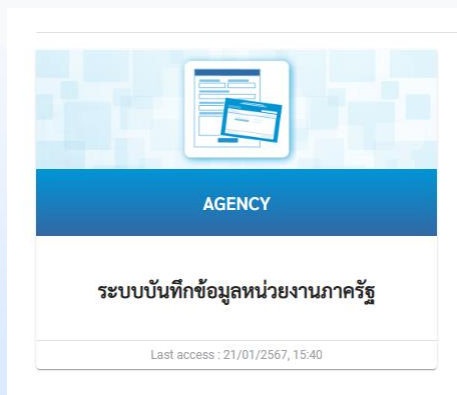 AGENCY
ระบบบันทึกข้อมูลหน่วยงานภาครัฐ
Last access : 21/01/2567, 15:40